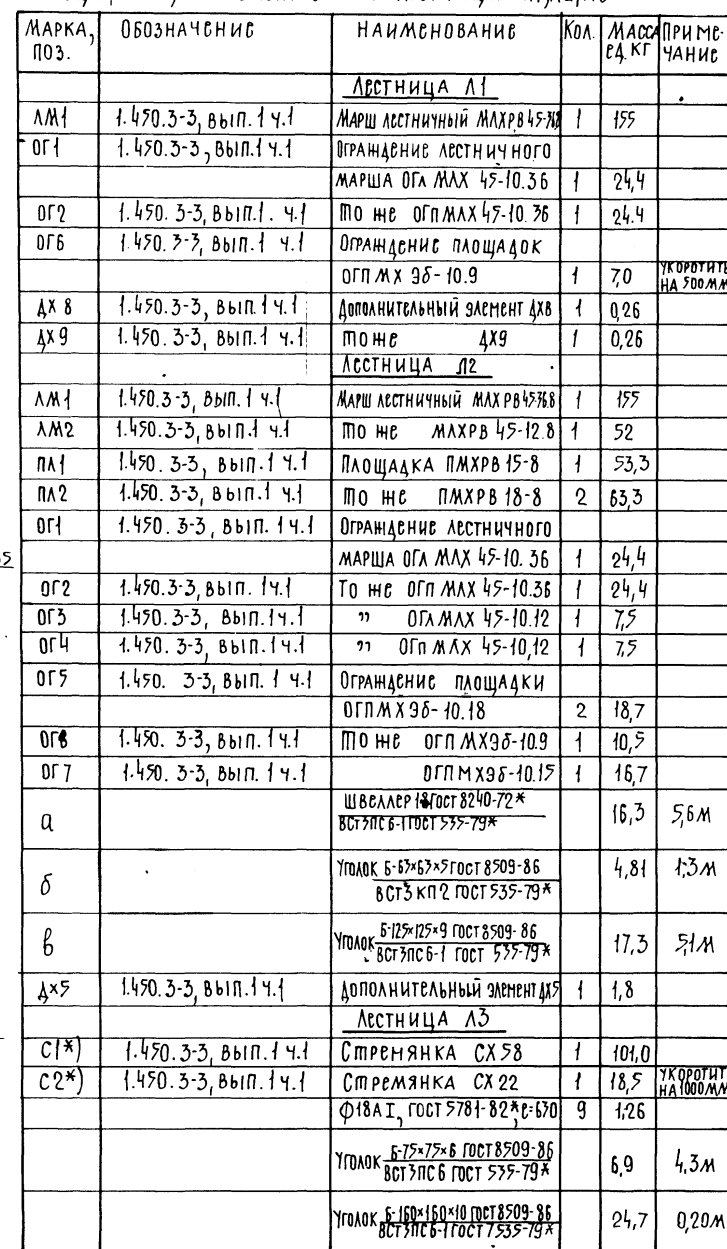 МАРКА, ПОЗ. ОБОЗНАЧЕНИЕ НАИМЕНОВАНИЕ КОЛ. МАССА ЕД. КГ ПРИМЕЧАНИЕ
ЛЕСТНИЦА Л1
ЛМ1 1.450.3-3, ВЫП.1 Ч.1 МАРШ ЛЕСТНИЧНЫЙ МЛХРВ 45-36.8 1 155
ОГ1 1.450.3-3, ВЫП.1 Ч.1 ОГРАЖДЕНИЕ ЛЕСТНИЧНОГО
МАРША ОГЛ МЛХ 45-10.36 1 24,4
ОГ2 1.450.3-3, ВЫП.1. Ч.1 ТО ЖЕ ОГП МЛХ 45-10.36 1 24.4
ОГ6 1.450.3-3, ВЫП.1 Ч.1 ОГРАЖДЕНИЕ ПЛОЩАДОК
ОГП МХ Эб-10.9 1 7,0 УКОРОТИТЬ НА 500ММ
ДХ 8 1.450.3-3, ВЫП.1 Ч.1 ДОПОЛНИТЕЛЬНЫЙ ЭЛЕМЕНТ ДХ8 1 0,26
ДХ 9 1.450.3-3, ВЫП.1 Ч.1 ТО ЖЕ ДХ9 1 0,26
ЛЕСТНИЦА Л2
ЛМ1 1.450.3-3, ВЫП.1 Ч.1 МАРШ ЛЕСТНИЧНЫЙ МЛХРВ 45-36.8 1 155
ЛМ2 1.450.3-3, ВЫП.1 Ч.1 ТО ЖЕ МЛХРВ 45-12.8 1 52
ПЛ1 1.450.3-3, ВЫП.1 Ч.1 ПЛОЩАДКА ПМХРВ 15-8 1 53,3
ПЛ2 1.450.3-3, ВЫП.1 Ч.1 ТО ЖЕ ПМХРВ 18-8 2 63,3
ОГ1 1.450.3-3, ВЫП. 1 Ч.1 ОГРАЖДЕНИЕ ЛЕСТНИЧНОГО
МАРША ОГЛ МЛХ 45-10.36 1 24,4
ОГ2 1.450.3-3, ВЫП. 1Ч.1 ТО ЖЕ ОГП МЛХ 45-10.36 1 24,4
ОГ3 1.450.3-3, ВЫП.1Ч.1 " ОГЛ МЛХ 45-10.12 1 7,5
ОГ4 1.450.3-3, ВЫП.1 Ч.1 " ОГП МЛХ 45-10,12 1 7,5
ОГ5 1.450.3-3, ВЫП.1 Ч.1 ОГРАЖДЕНИЕ ПЛОЩАДКИ
ОГПМХЭб-10.18 2 18,7
ОГ6 1.450.3-3, ВЫП.1Ч.1 ТО ЖЕ ОГП МХЭб-10.9 1 10,5
ОГ7 1.450.3-3, ВЫП.1 Ч.1 ОГПМХЭб-10.15 1 16,7
а ШВЕЛЛЕР 18 ГОСТ 8240-72* 16,3 5,6М
ВСТ3ПС6-1 ГОСТ 535-79*
б УГОЛОК Б-63×63×5 ГОСТ 8509-86 4,81 1,3М
ВСТ3КП2 ГОСТ 535-79*
в УГОЛОК Б-125×125×9 ГОСТ 8509-86 17,3 5,1М
ВСТ3ПС6-1 ГОСТ 535-79*
ДХ5 1.450.3-3, ВЫП.1Ч.1 ДОПОЛНИТЕЛЬНЫЙ ЭЛЕМЕНТ ДХ5 1 1,8
ЛЕСТНИЦА Л3
С1*) 1.450.3-3, ВЫП.1 Ч.1 СТРЕМЯНКА СХ58 1 101,0
С2*) 1.450.3-3, ВЫП.1 Ч.1 СТРЕМЯНКА СХ22 1 18,5 УКОРОТИТ НА 1000ММ
Ф18АI, ГОСТ 5781-82*, ℓ=630 9 1,26
УГОЛОК Б-75×75×6 ГОСТ 8509-86 6,9 4,3М
ВСТ3ПС6 ГОСТ 535-79*
УГОЛОК Б-160×160×10 ГОСТ 8509-86 24,7 0,20М
ВСТ3ПС6-1 ГОСТ 7535-79*